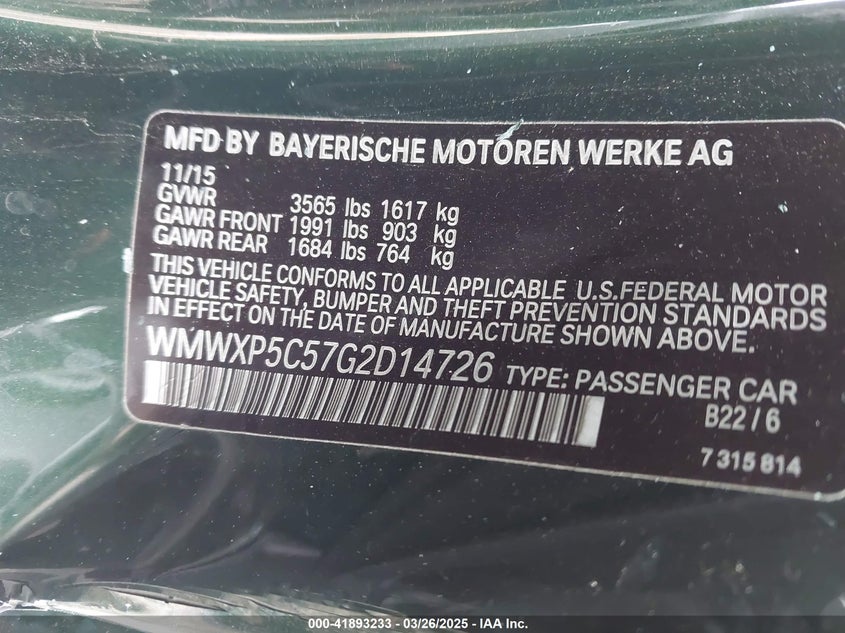 MFD BY BAYERISCHE MOTOREN WERKE AG
11/15
GVWR 3565 lbs 1617 kg
GAWR FRONT 1991 lbs 903 kg
GAWR REAR 1684 lbs 764 kg
THIS VEHICLE CONFORMS TO ALL APPLICABLE U.S.FEDERAL MOTOR
VEHICLE SAFETY, BUMPER AND THEFT PREVENTION STANDARDS
IN EFFECT ON THE DATE OF MANUFACTURE SHOWN ABOVE.
WMWXP5C57G2D14726 TYPE: PASSENGER CAR
B22/6
7 315 814
000-41893233 - 03/26/2025 - IAA Inc.